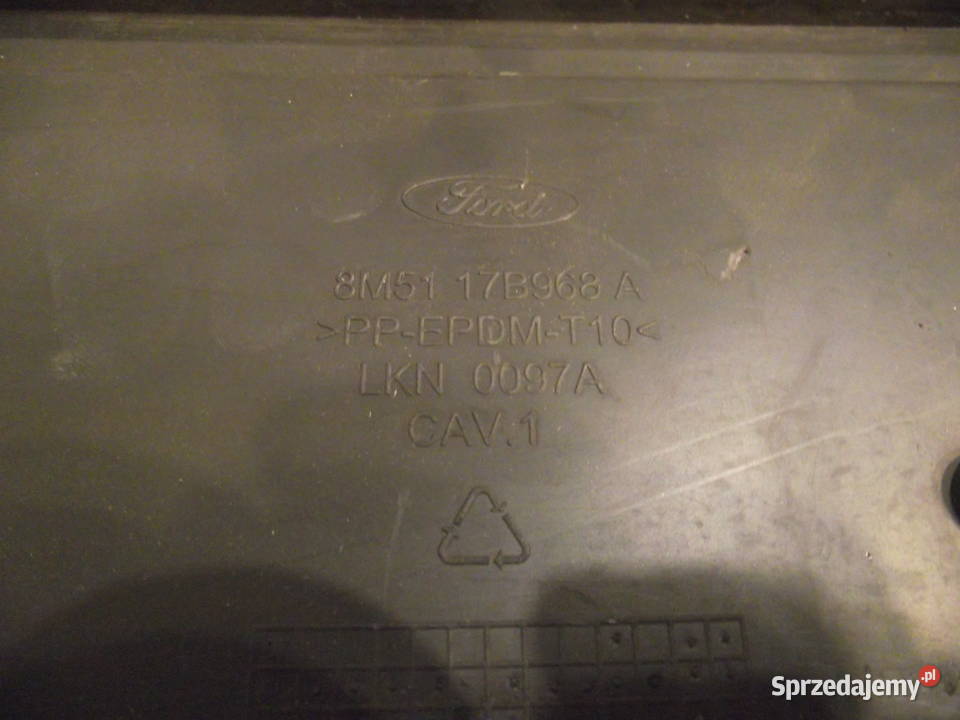 Ford
8M51 17B968 A
>PP-EPDM-T10<
LKN 0097A
CAV.1
Sprzedajemy.pl